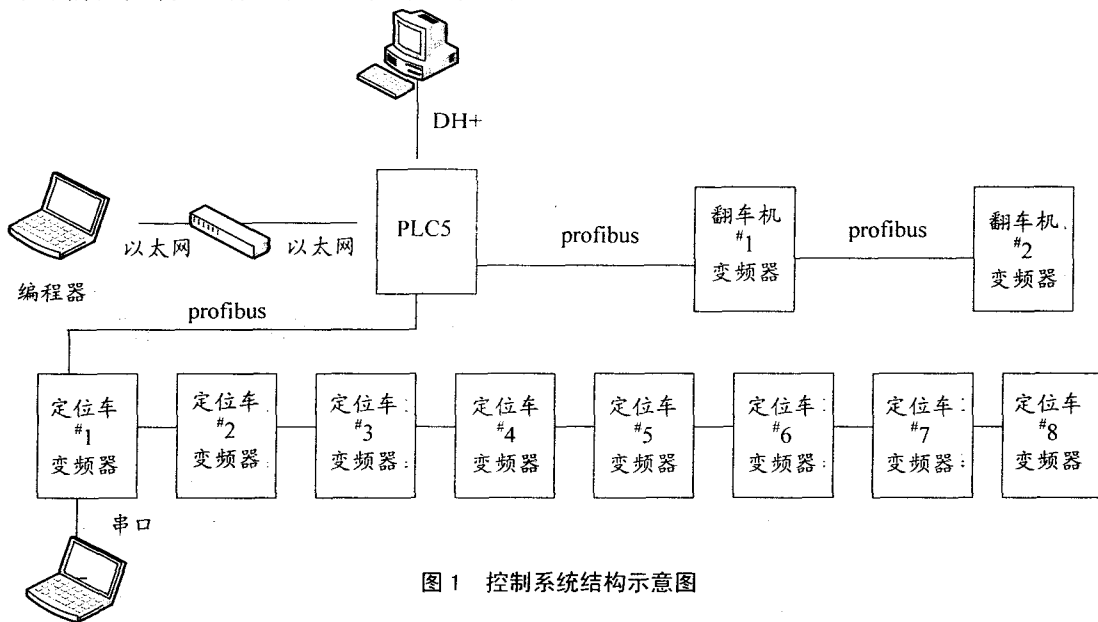 DH+
PLC5
以太网
以太网
编程器
profibus
翻车机
#1
变频器
profibus
翻车机
#2
变频器
profibus
定位车
#1
变频器
定位车
#2
变频器
定位车
#3
变频器
定位车
#4
变频器
定位车
#5
变频器
定位车
#6
变频器
定位车
#7
变频器
定位车
#8
变频器
串口
图 1 控制系统结构示意图